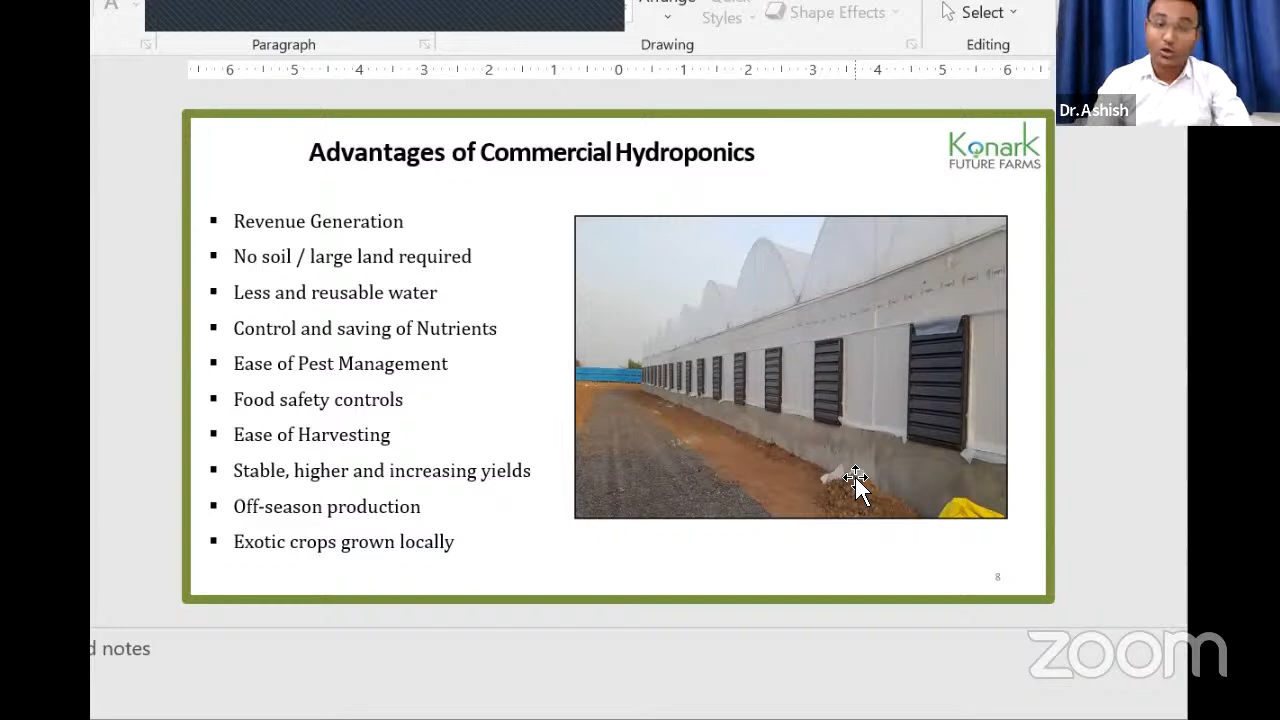 Arrange
Quick
Styles
Shape Effects
Select
Paragraph
Drawing
Editing
6 5 4 3 2 1 0 1 2 3 4 5 6
Dr.Ashish
Advantages of Commercial Hydroponics
Konark
FUTURE FARMS
▪ Revenue Generation
▪ No soil / large land required
▪ Less and reusable water
▪ Control and saving of Nutrients
▪ Ease of Pest Management
▪ Food safety controls
▪ Ease of Harvesting
▪ Stable, higher and increasing yields
▪ Off-season production
▪ Exotic crops grown locally
8
d notes
zoom